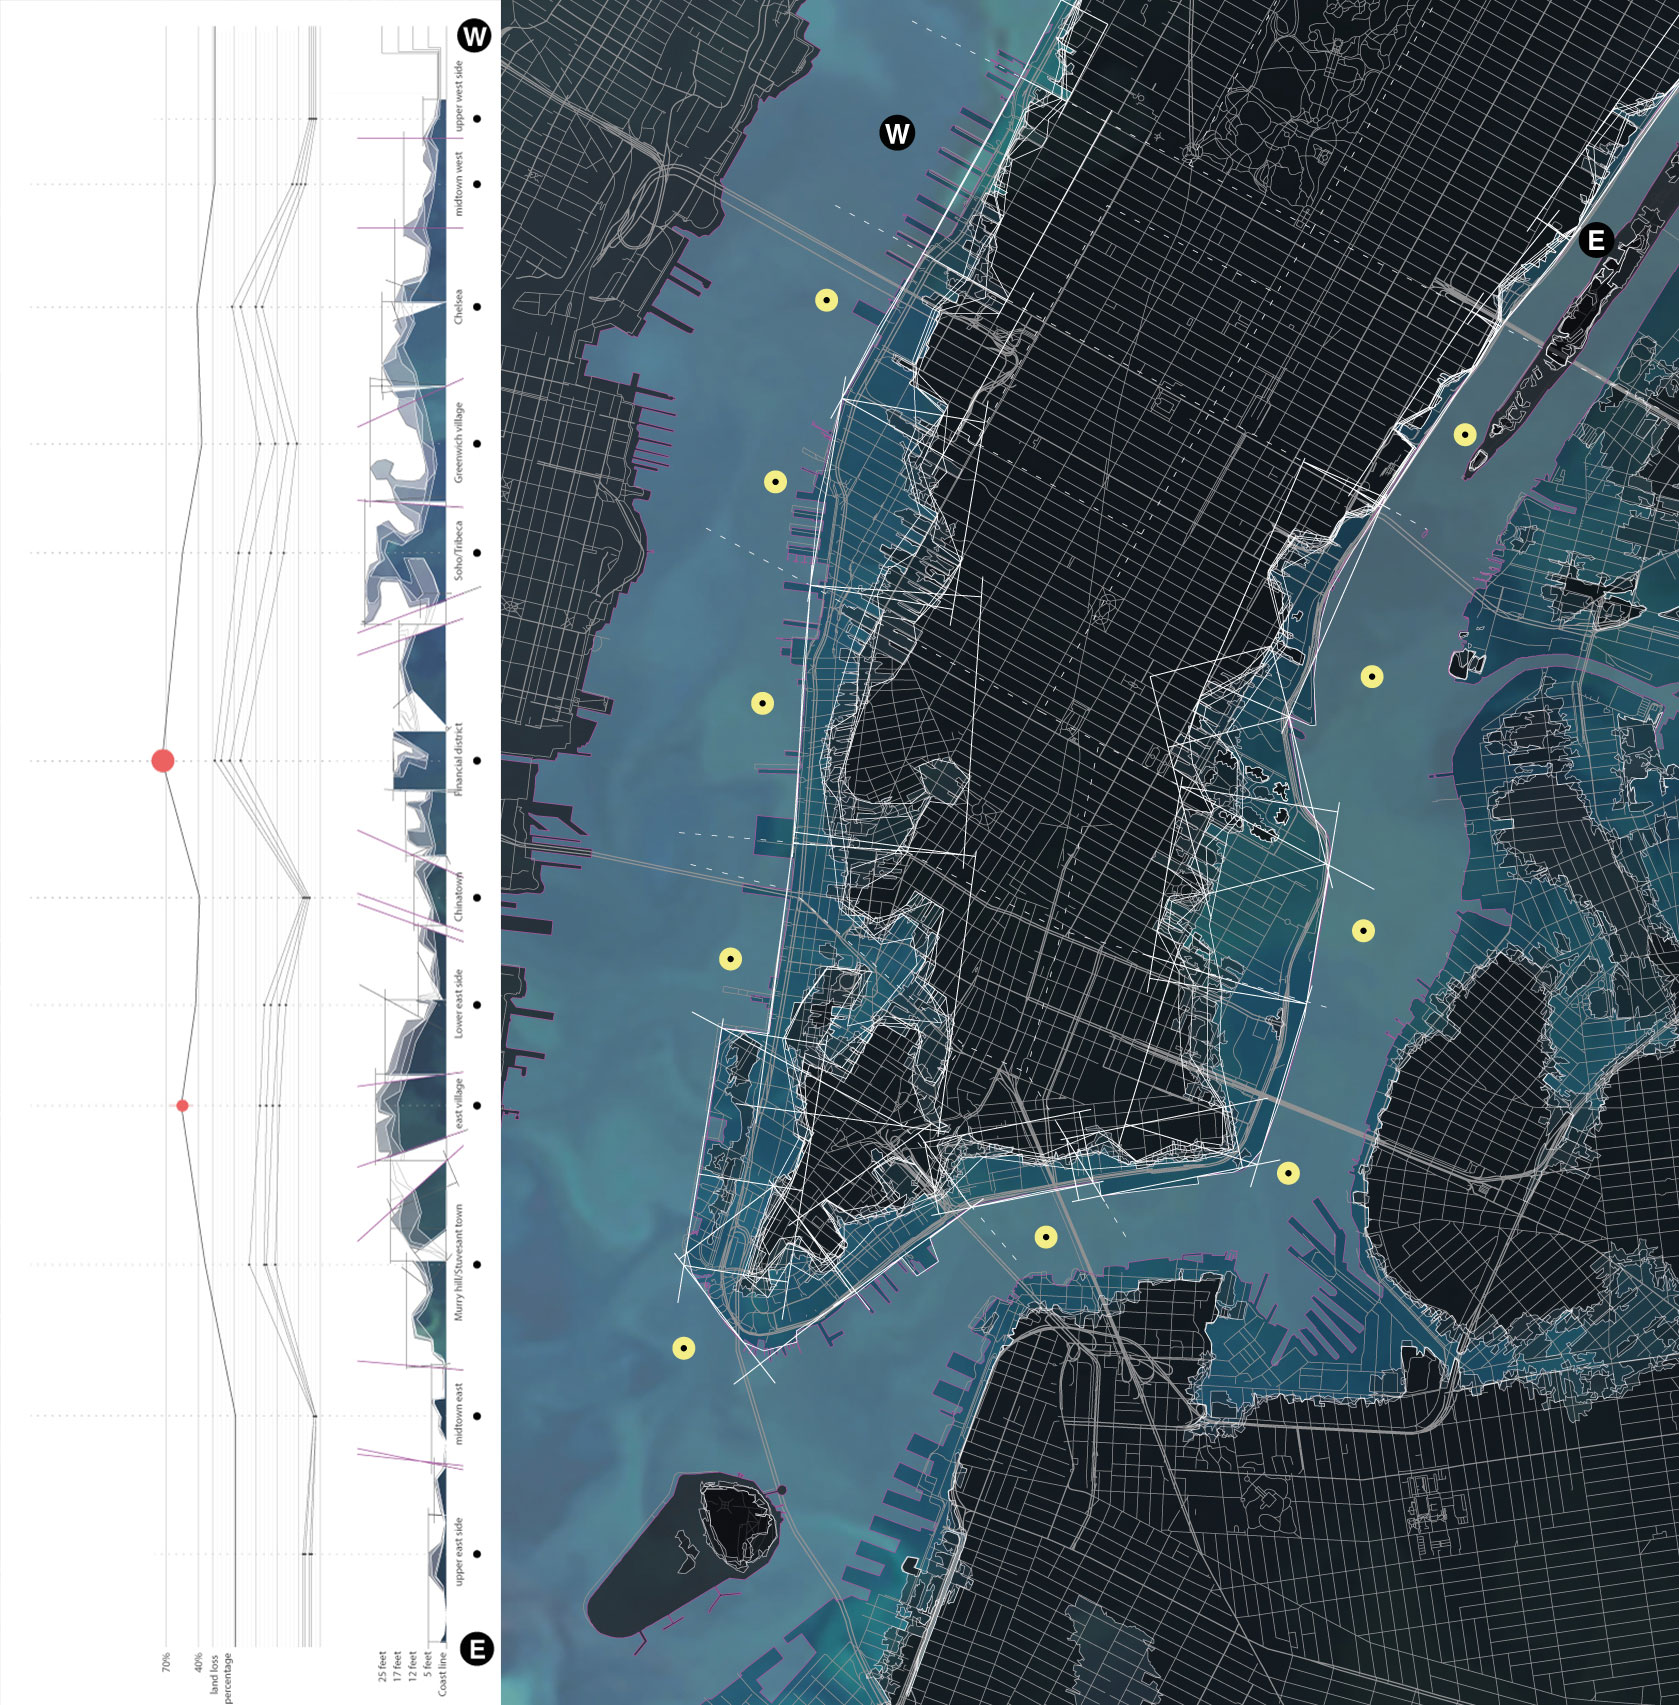 W
upper west side
midtown west
Chelsea
Greenwich village
Soho/Tribeca
Financial district
Chinatown
Lower east side
east village
Murry hill/Stuvesant town
midtown east
upper east side
E
70%
40%
land loss
percentage
25 feet
17 feet
12 feet
5 feet
Coast line
W
E